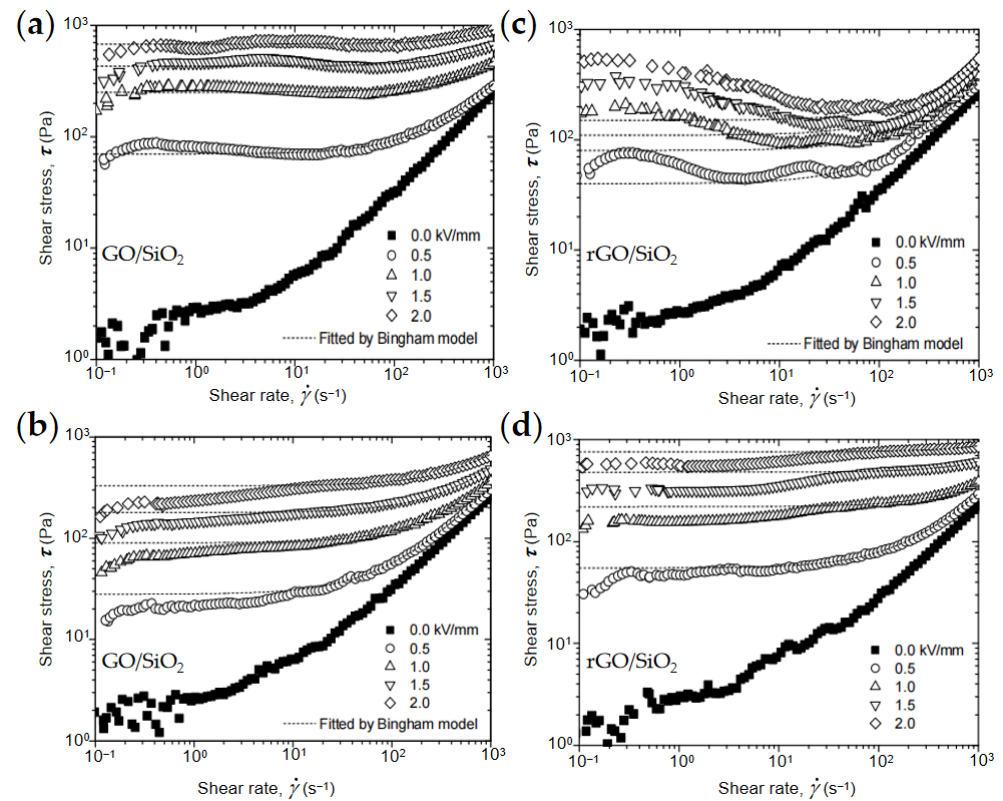 (a)
10³
10²
10¹
10⁰
Shear stress, τ (Pa)
GO/SiO₂
0.0 kV/mm
0.5
1.0
1.5
2.0
Fitted by Bingham model
10⁻¹ 10⁰ 10¹ 10² 10³
Shear rate, γ̇ (s⁻¹)
(c)
10³
10²
10¹
10⁰
Shear stress, τ (Pa)
rGO/SiO₂
0.0 kV/mm
0.5
1.0
1.5
2.0
Fitted by Bingham model
10⁻¹ 10⁰ 10¹ 10² 10³
Shear rate, γ̇ (s⁻¹)
(b)
10³
10²
10¹
10⁰
Shear stress, τ (Pa)
GO/SiO₂
0.0 kV/mm
0.5
1.0
1.5
2.0
Fitted by Bingham model
10⁻¹ 10⁰ 10¹ 10² 10³
Shear rate, γ̇ (s⁻¹)
(d)
10³
10²
10¹
10⁰
Shear stress, τ (Pa)
rGO/SiO₂
0.0 kV/mm
0.5
1.0
1.5
2.0
Fitted by Bingham model
10⁻¹ 10⁰ 10¹ 10² 10³
Shear rate, γ̇ (s⁻¹)